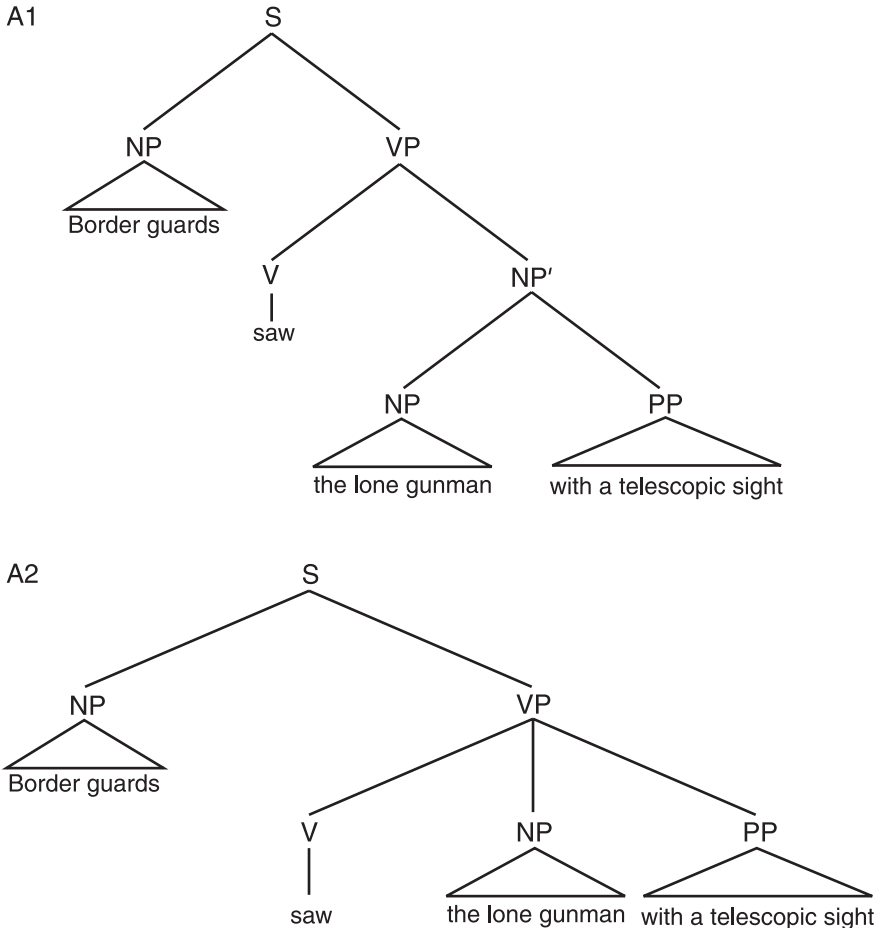 A1
S
NP VP
Border guards
V NP′
saw
NP PP
the lone gunman with a telescopic sight
A2
S
NP VP
Border guards
V NP PP
saw the lone gunman with a telescopic sight